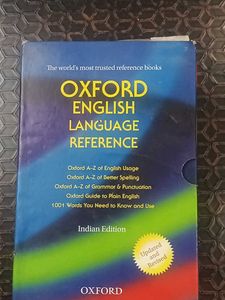 The world's most trusted reference books
OXFORD
ENGLISH
LANGUAGE
REFERENCE
Oxford A-Z of English Usage
Oxford A-Z of Better Spelling
Oxford A-Z of Grammar & Punctuation
Oxford Guide to Plain English
1001 Words You Need to Know and Use
Indian Edition
Updated
and
Revised
OXFORD